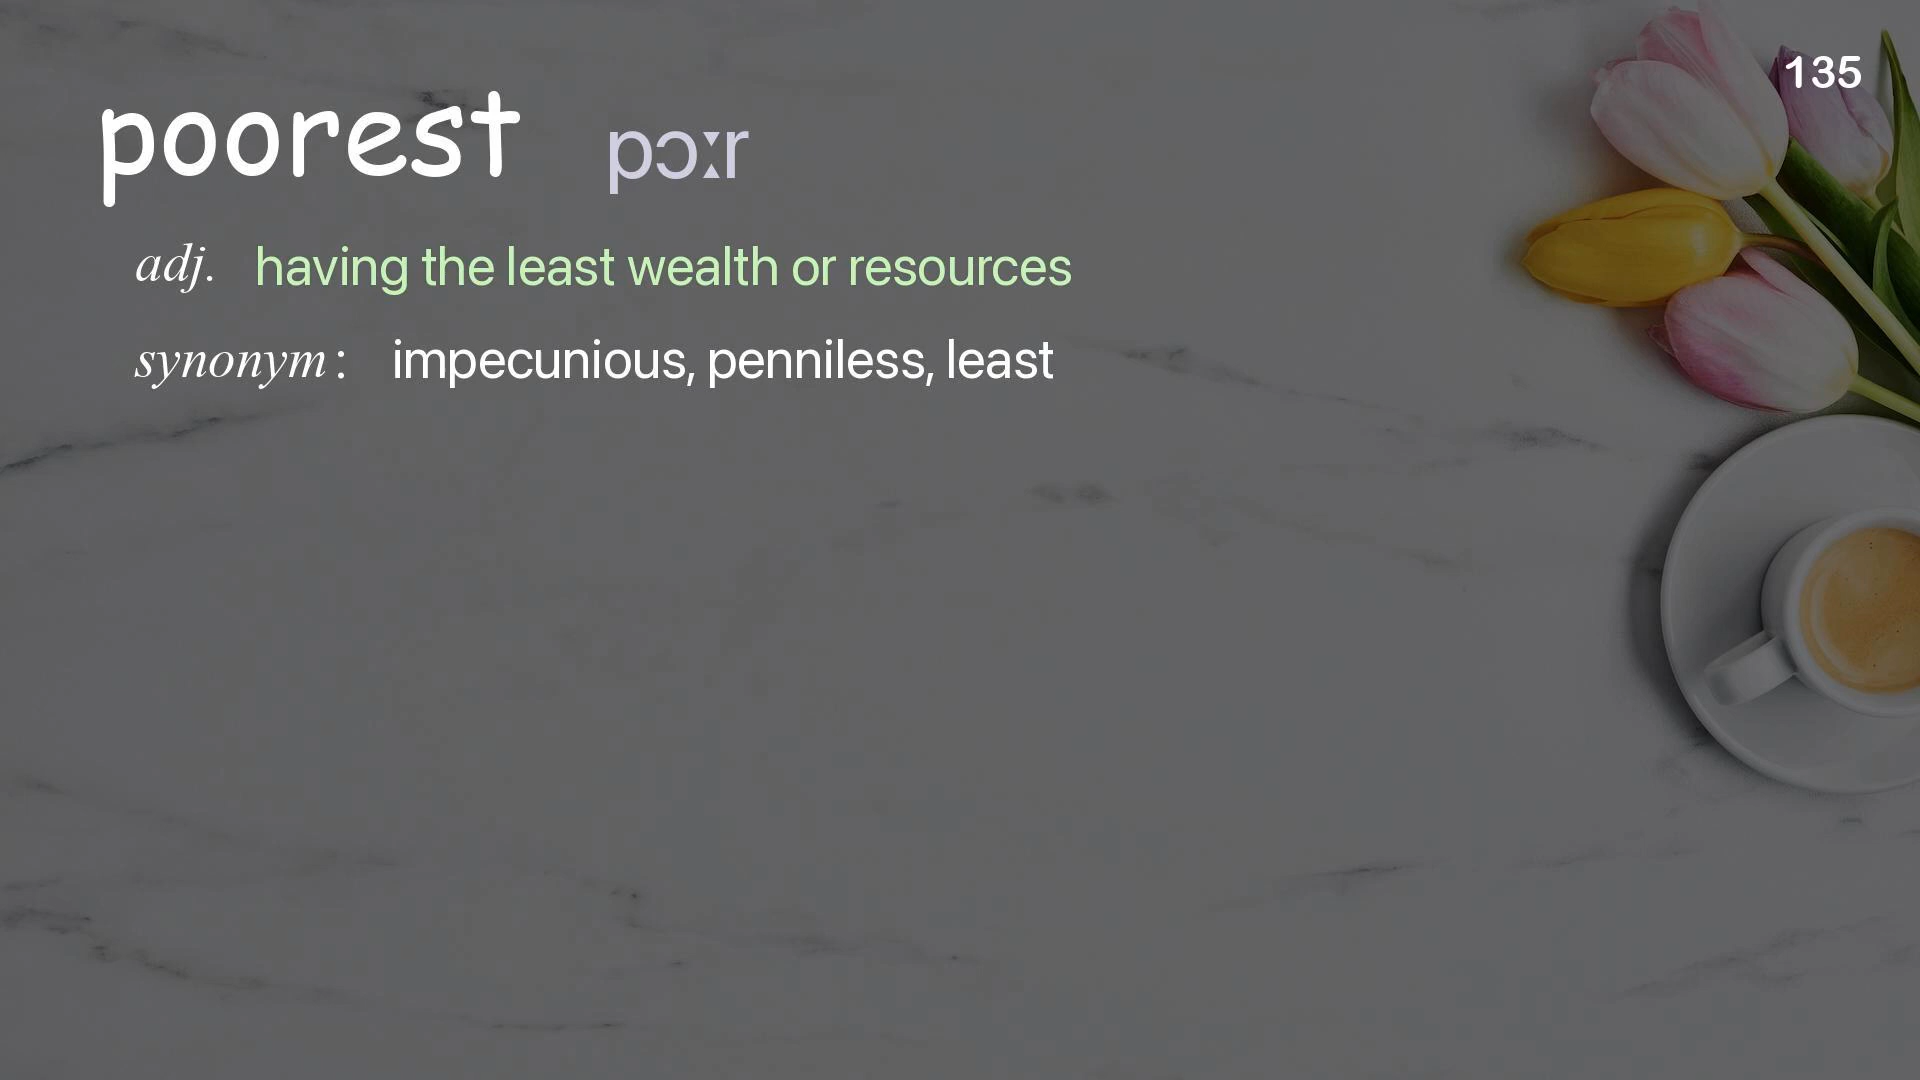 135
poorest pɔːr
adj. having the least wealth or resources
synonym : impecunious, penniless, least